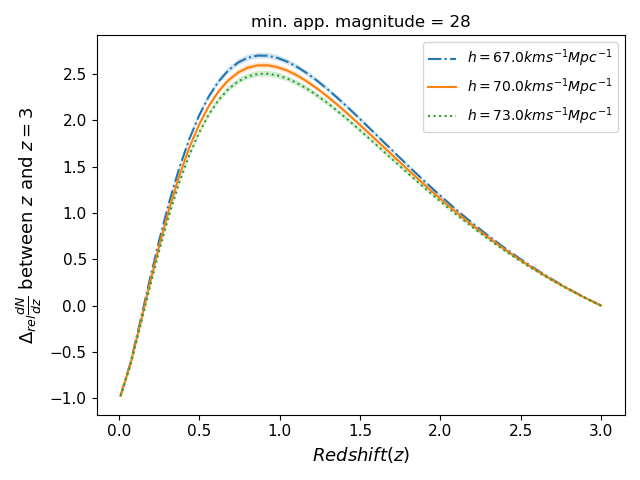 min. app. magnitude = 28
h = 67.0kms⁻¹Mpc⁻¹
h = 70.0kms⁻¹Mpc⁻¹
h = 73.0kms⁻¹Mpc⁻¹
Δ_rel dN/dz between z and z = 3
2.5
2.0
1.5
1.0
0.5
0.0
−0.5
−1.0
0.0 0.5 1.0 1.5 2.0 2.5 3.0
Redshift(z)